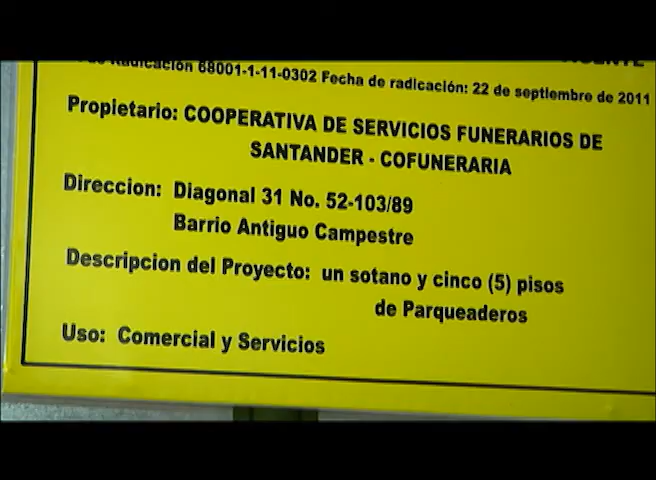 Radicación 68001-1-11-0302 Fecha de radicación: 22 de septiembre de 2011
Propietario: COOPERATIVA DE SERVICIOS FUNERARIOS DE
SANTANDER - COFUNERARIA
Direccion: Diagonal 31 No. 52-103/89
Barrio Antiguo Campestre
Descripcion del Proyecto: un sotano y cinco (5) pisos
de Parqueaderos
Uso: Comercial y Servicios